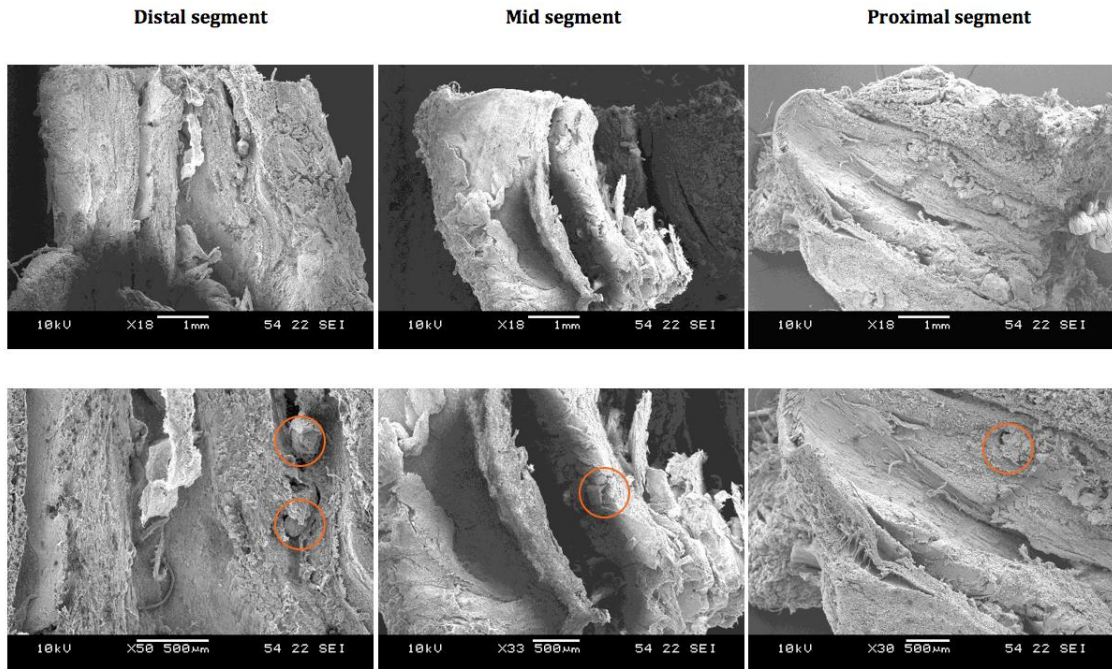 Distal segment
Mid segment
Proximal segment
10kV X18 1mm 54 22 SEI
10kV X18 1mm 54 22 SEI
10kV X18 1mm 54 22 SEI
10kV X50 500µm 54 22 SEI
10kV X33 500µm 54 22 SEI
10kV X30 500µm 54 20 SEI